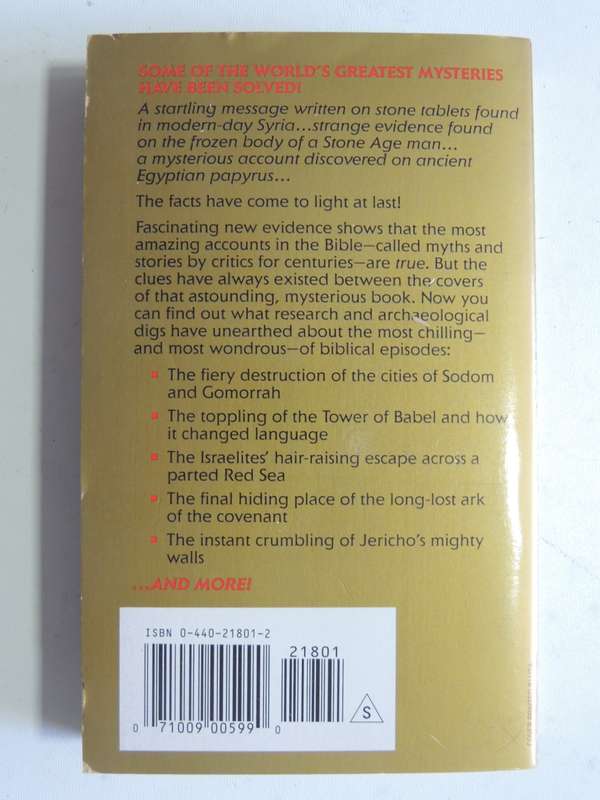 SOME OF THE WORLD'S GREATEST MYSTERIES
HAVE BEEN SOLVED!
A startling message written on stone tablets found
in modern-day Syria...strange evidence found
on the frozen body of a Stone Age man...
a mysterious account discovered on ancient
Egyptian papyrus...
The facts have come to light at last!
Fascinating new evidence shows that the most
amazing accounts in the Bible—called myths and
stories by critics for centuries—are true. But the
clues have always existed between the covers
of that astounding, mysterious book. Now you
can find out what research and archaeological
digs have unearthed about the most chilling—
and most wondrous—of biblical episodes:
The fiery destruction of the cities of Sodom
and Gomorrah
The toppling of the Tower of Babel and how
it changed language
The Israelites' hair-raising escape across a
parted Red Sea
The final hiding place of the long-lost ark
of the covenant
The instant crumbling of Jericho's mighty
walls
...AND MORE!
ISBN 0-440-21801-2
21801
S
0 71009 00599 0